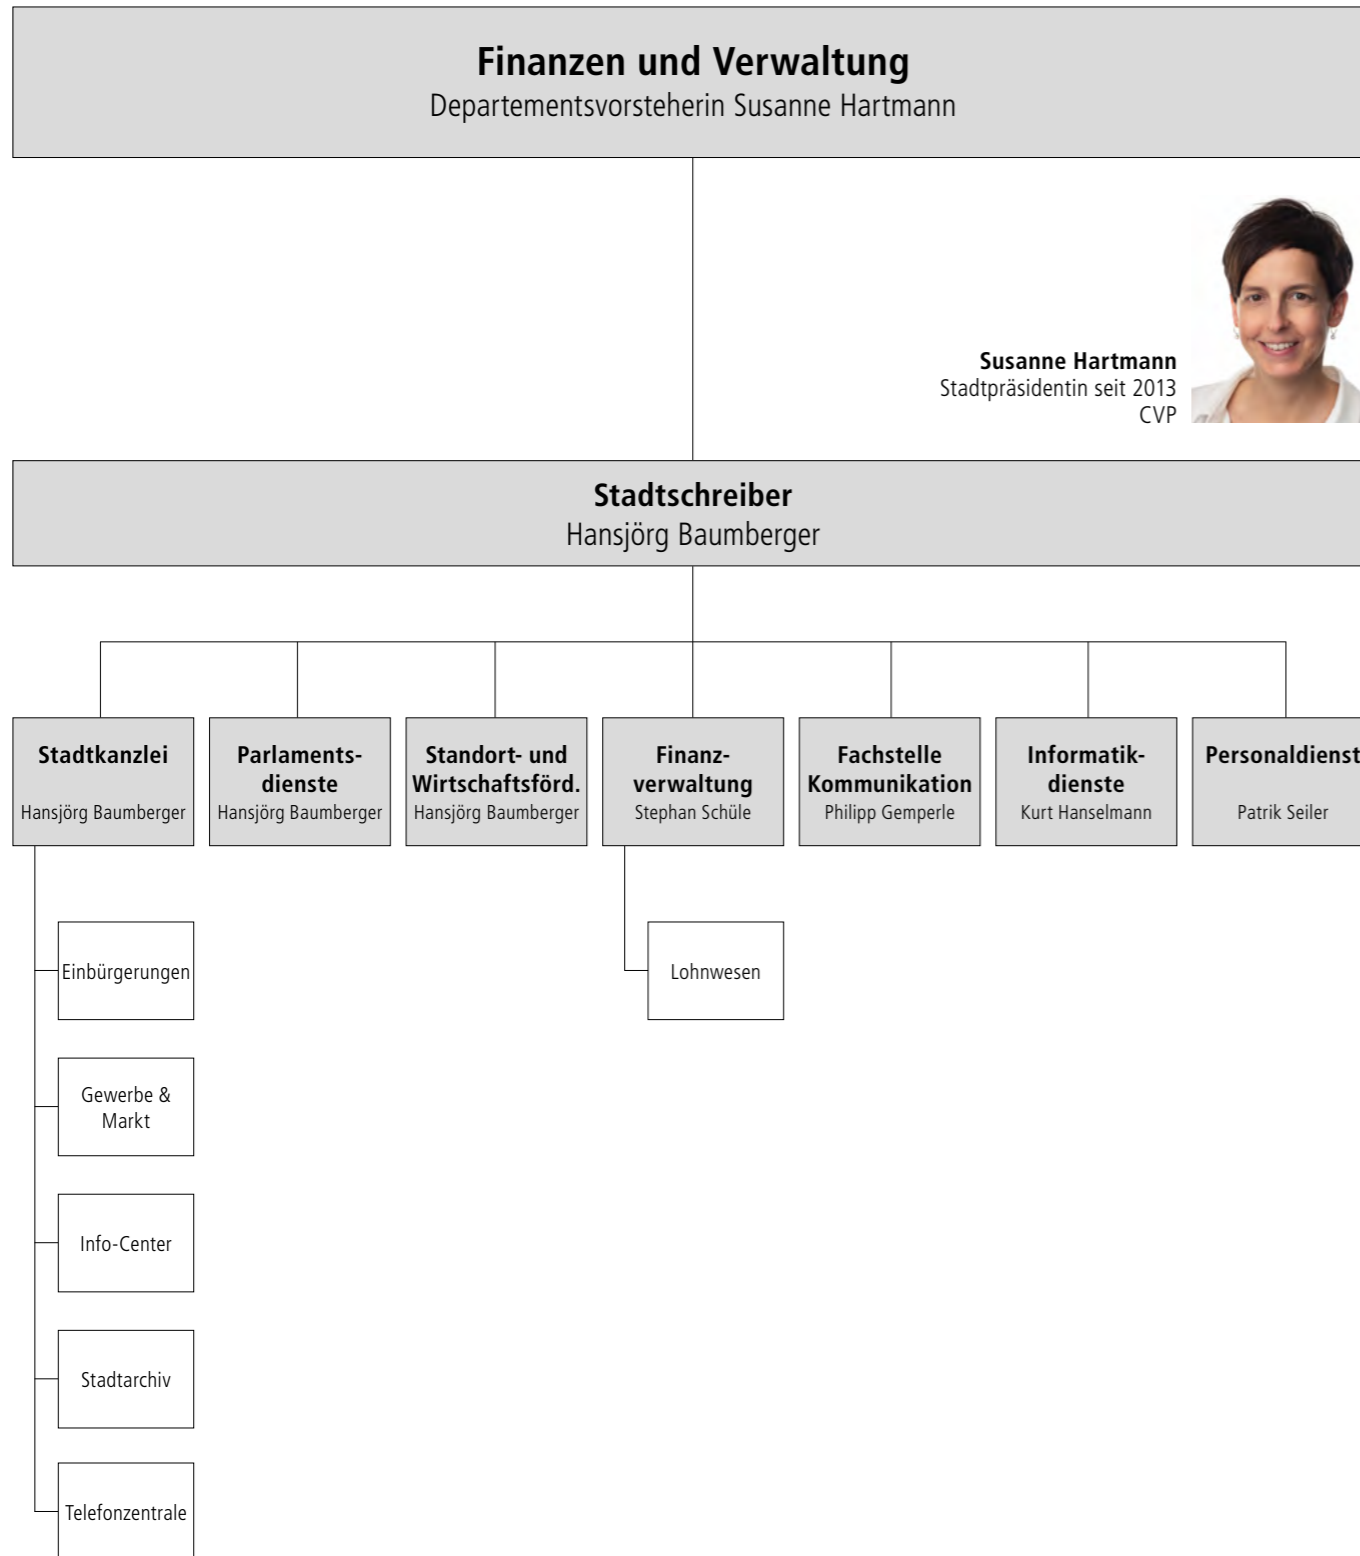 Finanzen und Verwaltung
Departementsvorsteherin Susanne Hartmann
Susanne Hartmann
Stadtpräsidentin seit 2013
CVP
Stadtschreiber
Hansjörg Baumberger
Stadtkanzlei
Hansjörg Baumberger
Parlaments-
dienste
Hansjörg Baumberger
Standort- und
Wirtschaftsförd.
Hansjörg Baumberger
Finanz-
verwaltung
Stephan Schüle
Fachstelle
Kommunikation
Philipp Gemperle
Informatik-
dienste
Kurt Hanselmann
Personaldienst
Patrik Seiler
Einbürgerungen
Lohnwesen
Gewerbe &
Markt
Info-Center
Stadtarchiv
Telefonzentrale